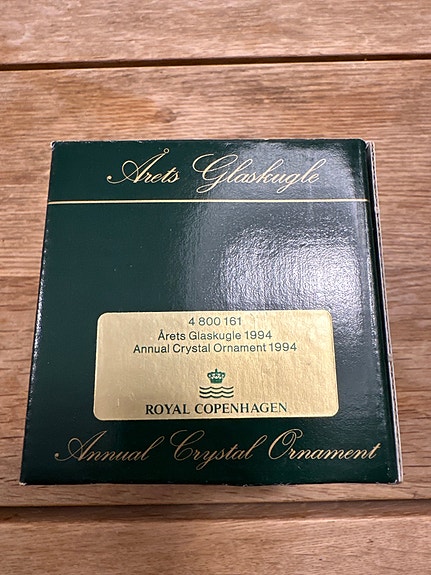 Årets Glaskugle
4 800 161
Årets Glaskugle 1994
Annual Crystal Ornament 1994
ROYAL COPENHAGEN
Annual Crystal Ornament